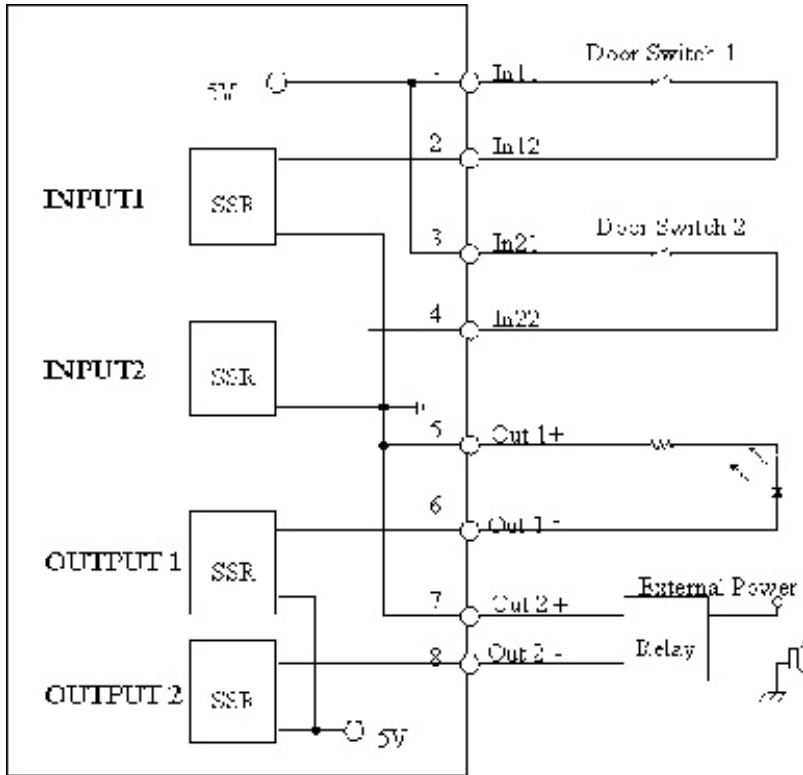 Door Switch 1
5V
1
In11
2
In12
INPUT1
SSR
3
In21
Door Switch 2
4
In22
INPUT2
SSR
5
Out 1+
6
Out 1 -
OUTPUT 1
SSR
7
Out 2 +
External Power
8
Out 2 -
Relay
OUTPUT 2
SSR
5V